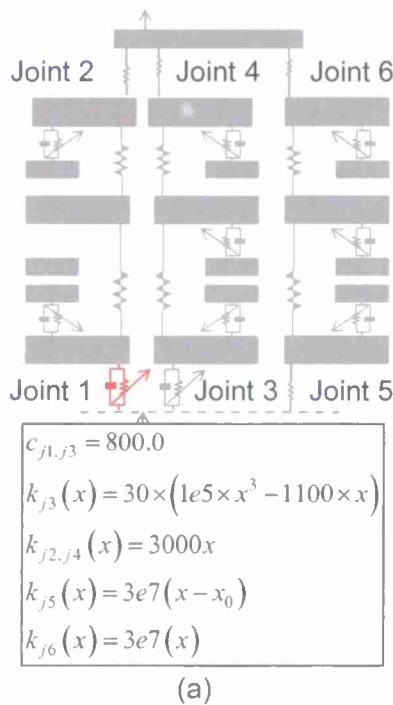 Joint 2 Joint 4 Joint 6
Joint 1 Joint 3 Joint 5
c_{j1,j3} = 800.0
k_{j3}(x) = 30×(1e5×x^3 −1100×x)
k_{j2,j4}(x) = 3000x
k_{j5}(x) = 3e7(x−x_0)
k_{j6}(x) = 3e7(x)
(a)